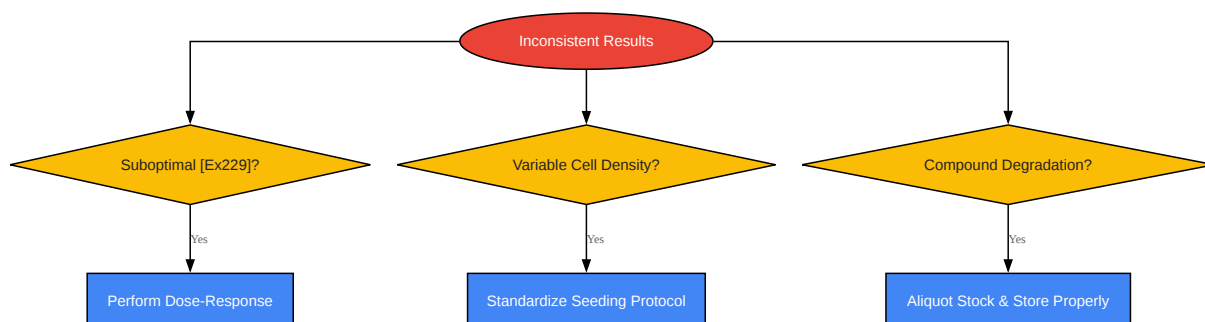 Inconsistent Results
Suboptimal [Ex229]?
Variable Cell Density?
Compound Degradation?
Yes
Yes
Yes
Perform Dose-Response
Standardize Seeding Protocol
Aliquot Stock & Store Properly